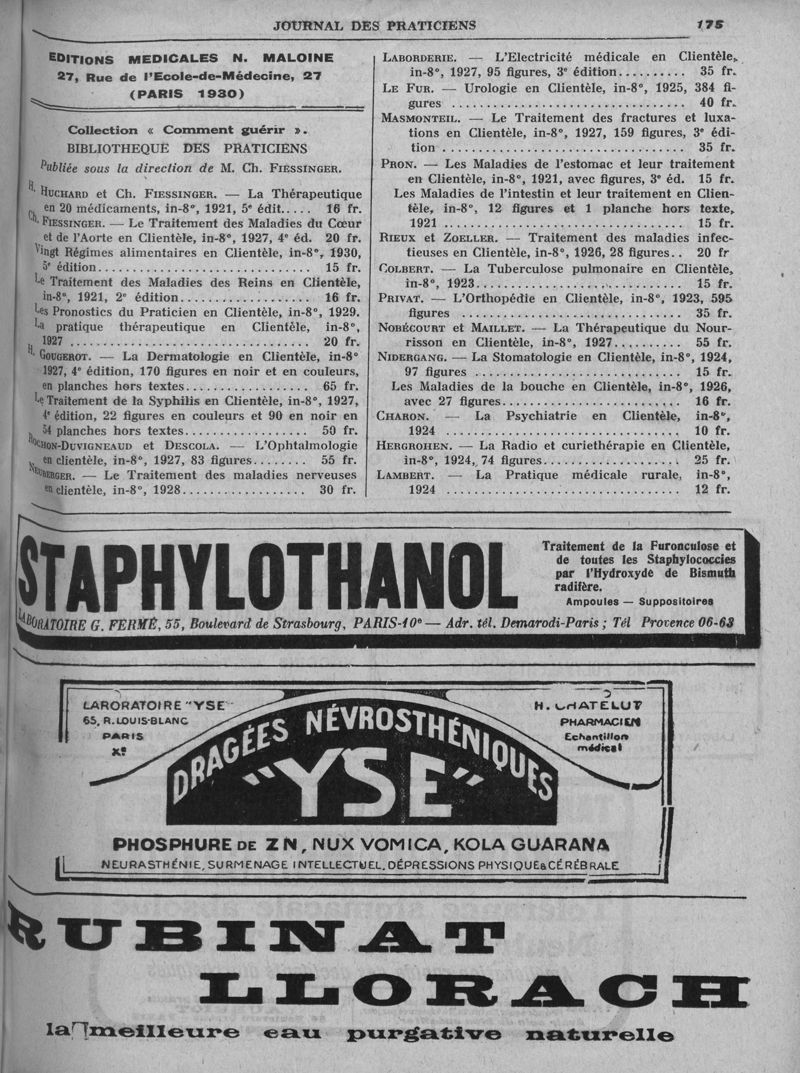 JOURNAL DES PRATICIENS 175
EDITIONS MEDICALES N. MALOINE
27, Rue de l'Ecole-de-Médecine, 27
(PARIS 1930)
Collection « Comment guérir ».
BIBLIOTHEQUE DES PRATICIENS
Publiée sous la direction de M. Ch. FIESSINGER.
H. HUCHARD et Ch. FIESSINGER. — La Thérapeutique
en 20 médicaments, in-8°, 1921, 5e édit..... 16 fr.
Ch. FIESSINGER. — Le Traitement des Maladies du Cœur
et de l'Aorte en Clientèle, in-8°, 1927, 4e éd. 20 fr.
Vingt Régimes alimentaires en Clientèle, in-8°, 1930,
5e édition................................ 15 fr.
Le Traitement des Maladies des Reins en Clientèle,
in-8°, 1921, 2e édition................... 16 fr.
Les Pronostics du Praticien en Clientèle, in-8°, 1929.
La pratique thérapeutique en Clientèle, in-8°,
1927 ................................... 20 fr.
H. GOUGEROT. — La Dermatologie en Clientèle, in-8°
1927, 4e édition, 170 figures en noir et en couleurs,
en planches hors textes.................. 65 fr.
Le Traitement de la Syphilis en Clientèle, in-8°, 1927,
4e édition, 22 figures en couleurs et 90 en noir en
54 planches hors textes.................. 50 fr.
ROCHON-DUVIGNEAUD et DESCOLA. — L'Ophtalmologie
en clientèle, in-8°, 1927, 83 figures........ 55 fr.
NEUBERGER. — Le Traitement des maladies nerveuses
en clientèle, in-8°, 1928................... 30 fr.
LABORDERIE. — L'Electricité médicale en Clientèle,
in-8°, 1927, 95 figures, 3e édition.......... 35 fr.
LE FUR. — Urologie en Clientèle, in-8°, 1925, 384 fi-
gures ................................... 40 fr.
MASMONTEIL. — Le Traitement des fractures et luxa-
tions en Clientèle, in-8°, 1927, 159 figures, 3e édi-
tion .................................... 35 fr.
PRON. — Les Maladies de l'estomac et leur traitement
en Clientèle, in-8°, 1921, avec figures, 3e éd. 15 fr.
Les Maladies de l'intestin et leur traitement en Clien-
tèle, in-8°, 12 figures et 1 planche hors texte,
1921 .................................... 15 fr.
RIEUX et ZOELLER. — Traitement des maladies infec-
tieuses en Clientèle, in-8°, 1926, 28 figures.. 20 fr
COLBERT. — La Tuberculose pulmonaire en Clientèle,
in-8°, 1923............................... 15 fr.
PRIVAT. — L'Orthopédie en Clientèle, in-8°, 1923, 595
figures ................................. 35 fr.
NOBÉCOURT et MAILLET. — La Thérapeutique du Nour-
risson en Clientèle, in-8°, 1927........... 55 fr.
NIDERGANG. — La Stomatologie en Clientèle, in-8°, 1924,
97 figures ............................... 15 fr.
Les Maladies de la bouche en Clientèle, in-8°, 1926,
avec 27 figures........................... 16 fr.
CHARON. — La Psychiatrie en Clientèle, in-8°,
1924 .................................... 10 fr.
HERGROHEN. — La Radio et curiethérapie en Clientèle,
in-8°, 1924, 74 figures.................... 25 fr.
LAMBERT. — La Pratique médicale rurale, in-8°,
1924 .................................... 12 fr.
STAPHYLOTHANOL
Traitement de la Furonculose et
de toutes les Staphylococcies
par l'Hydroxyde de Bismuth
radifère.
Ampoules — Suppositoires
LABORATOIRE G. FERMÉ, 55, Boulevard de Strasbourg, PARIS-10e — Adr. tél. Demarodi-Paris ; Tél Provence 06-63
LARORATOIRE "YSE"
65, R. LOUIS-BLANC
PARIS
Xe
H. CHATELUT
PHARMACIEN
Echantillon
médical
DRAGÉES NÉVROSTHÉNIQUES
"YSE"
PHOSPHURE DE ZN, NUX VOMICA, KOLA GUARANA
NEURASTHÉNIE, SURMENAGE INTELLECTUEL, DÉPRESSIONS PHYSIQUE & CÉRÉBRALE
RUBINAT
LLORACH
la meilleure eau purgative naturelle